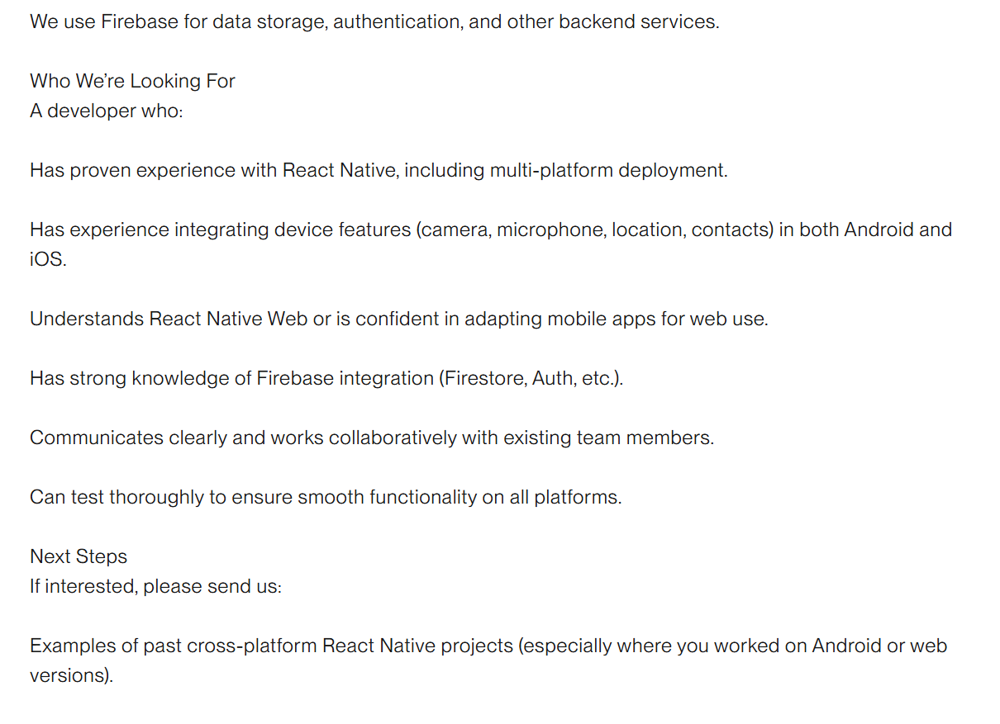 We use Firebase for data storage, authentication, and other backend services.
Who We’re Looking For
A developer who:
Has proven experience with React Native, including multi-platform deployment.
Has experience integrating device features (camera, microphone, location, contacts) in both Android and
iOS.
Understands React Native Web or is confident in adapting mobile apps for web use.
Has strong knowledge of Firebase integration (Firestore, Auth, etc.).
Communicates clearly and works collaboratively with existing team members.
Can test thoroughly to ensure smooth functionality on all platforms.
Next Steps
If interested, please send us:
Examples of past cross-platform React Native projects (especially where you worked on Android or web
versions).